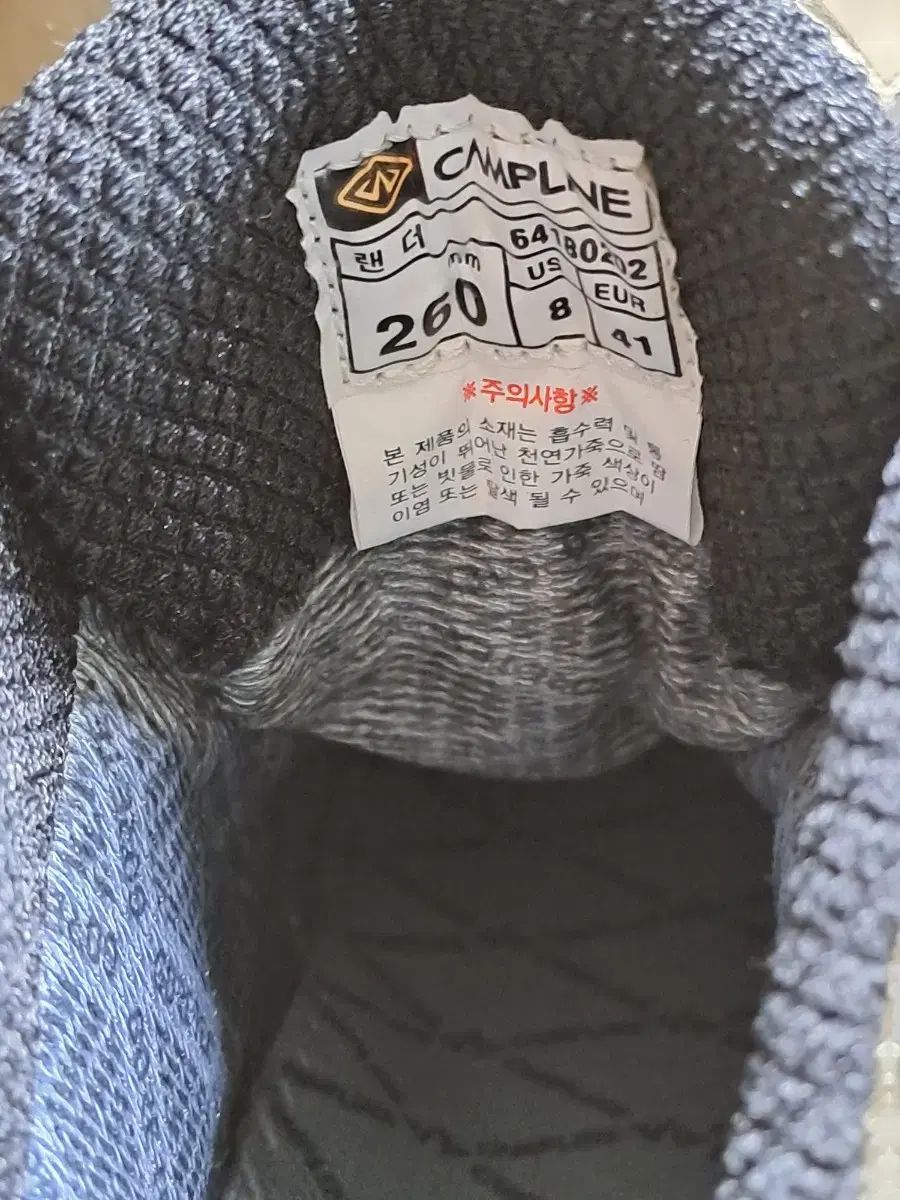 CAMPLINE
랜더 64180202
mm US EUR
260 8 41
※주의사항※
본 제품의 소재는 흡수력 및 통
기성이 뛰어난 천연가죽으로 땀
또는 빗물로 인한 가죽 색상이
이염 또는 탈색 될 수 있으며